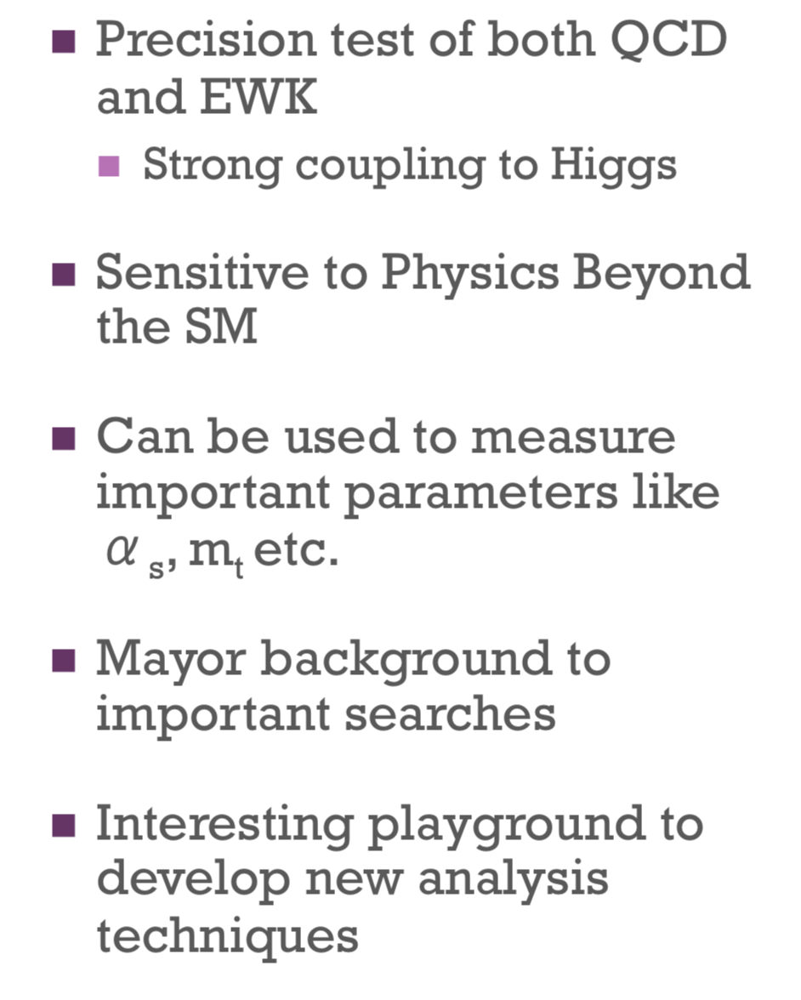 Precision test of both QCD
and EWK
Strong coupling to Higgs
Sensitive to Physics Beyond
the SM
Can be used to measure
important parameters like
α s, mt etc.
Mayor background to
important searches
Interesting playground to
develop new analysis
techniques